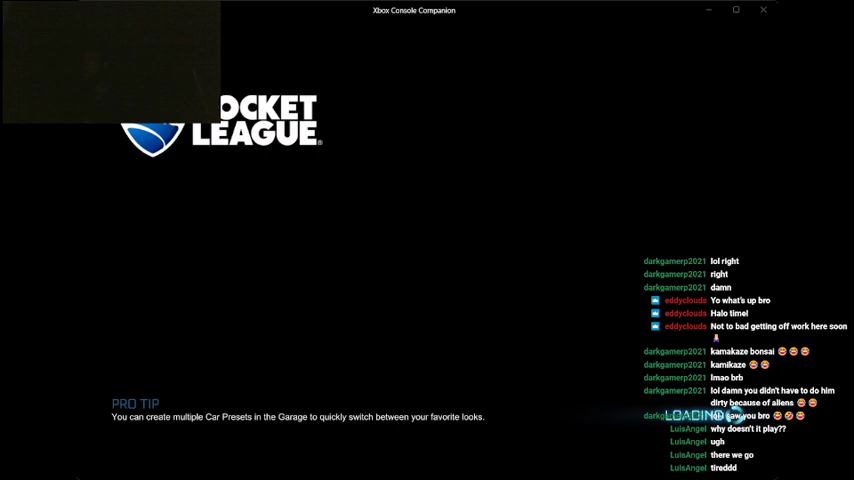 Xbox Console Companion
OCKET
LEAGUE
darkgamerp2021 lol right
darkgamerp2021 right
darkgamerp2021 damn
eddyclouds Yo what's up bro
eddyclouds Halo time!
eddyclouds Not to bad getting off work here soon
darkgamerp2021 kamakaze bonsai
darkgamerp2021 kamikaze
darkgamerp2021 lmao brb
darkgamerp2021 lol damn you didn't have to do him
dirty because of aliens
saw you bro
LOADING
LuisAngel why doesn't it play??
LuisAngel ugh
LuisAngel there we go
LuisAngel tireddd
PRO TIP
You can create multiple Car Presets in the Garage to quickly switch between your favorite looks.